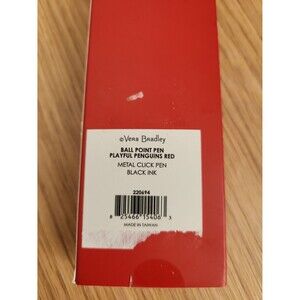 ©Vera Bradley
BALL POINT PEN
PLAYFUL PENGUINS RED
METAL CLICK PEN
BLACK INK
220694
8 25466 15406 3
MADE IN TAIWAN